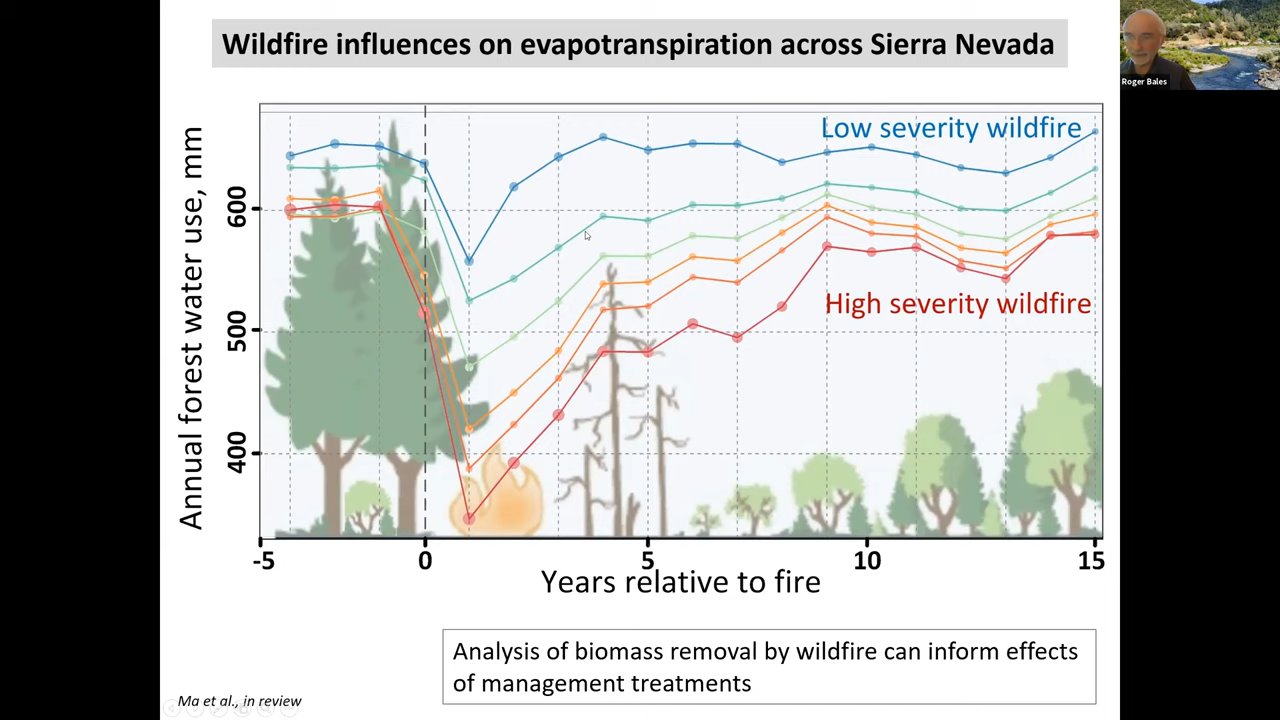 Wildfire influences on evapotranspiration across Sierra Nevada
Roger Bales
Low severity wildfire
High severity wildfire
Annual forest water use, mm
600
500
400
-5
0
5
10
15
Years relative to fire
Analysis of biomass removal by wildfire can inform effects
of management treatments
Ma et al., in review